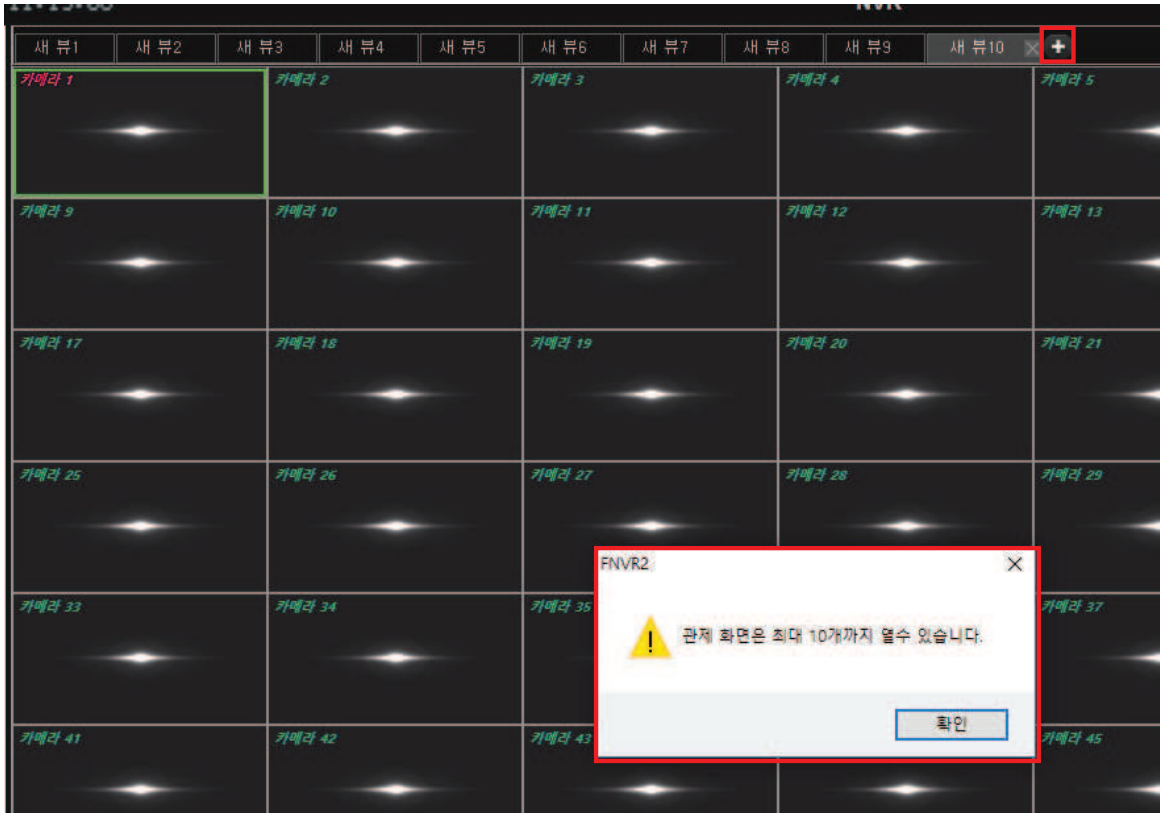 새 뷰1 새 뷰2 새 뷰3 새 뷰4 새 뷰5 새 뷰6 새 뷰7 새 뷰8 새 뷰9 새 뷰10
카메라 1 카메라 2 카메라 3 카메라 4 카메라 5
카메라 9 카메라 10 카메라 11 카메라 12 카메라 13
카메라 17 카메라 18 카메라 19 카메라 20 카메라 21
카메라 25 카메라 26 카메라 27 카메라 28 카메라 29
카메라 33 카메라 34 카메라 35 카메라 37
카메라 41 카메라 42 카메라 43 카메라 45
FNVR2
관제 화면은 최대 10개까지 열수 있습니다.
확인